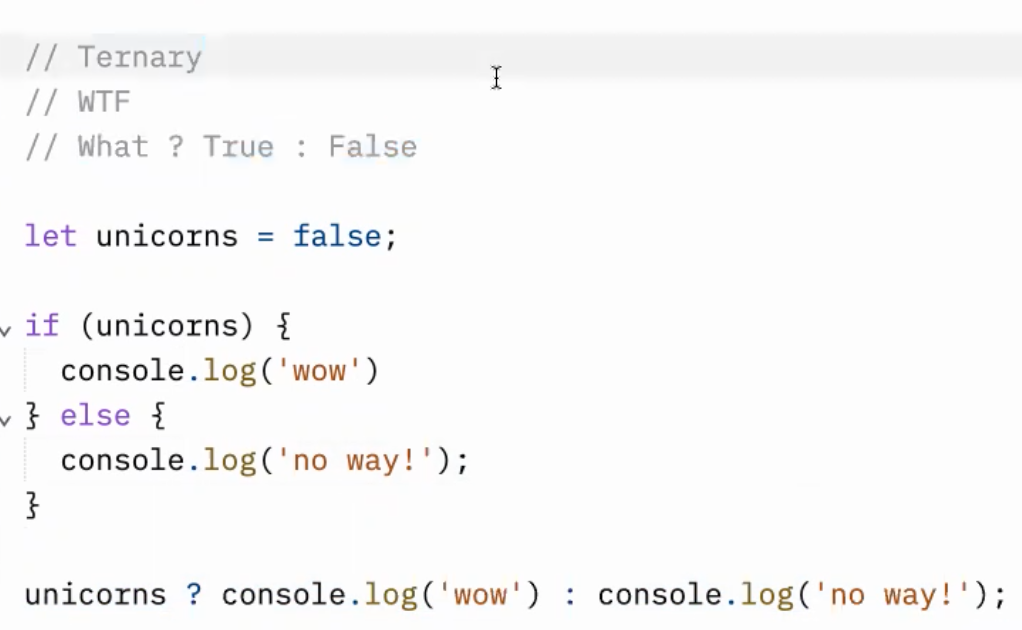 // Ternary
// WTF
// What ? True : False
let unicorns = false;
if (unicorns) {
  console.log('wow')
} else {
  console.log('no way!');
}
unicorns ? console.log('wow') : console.log('no way!');